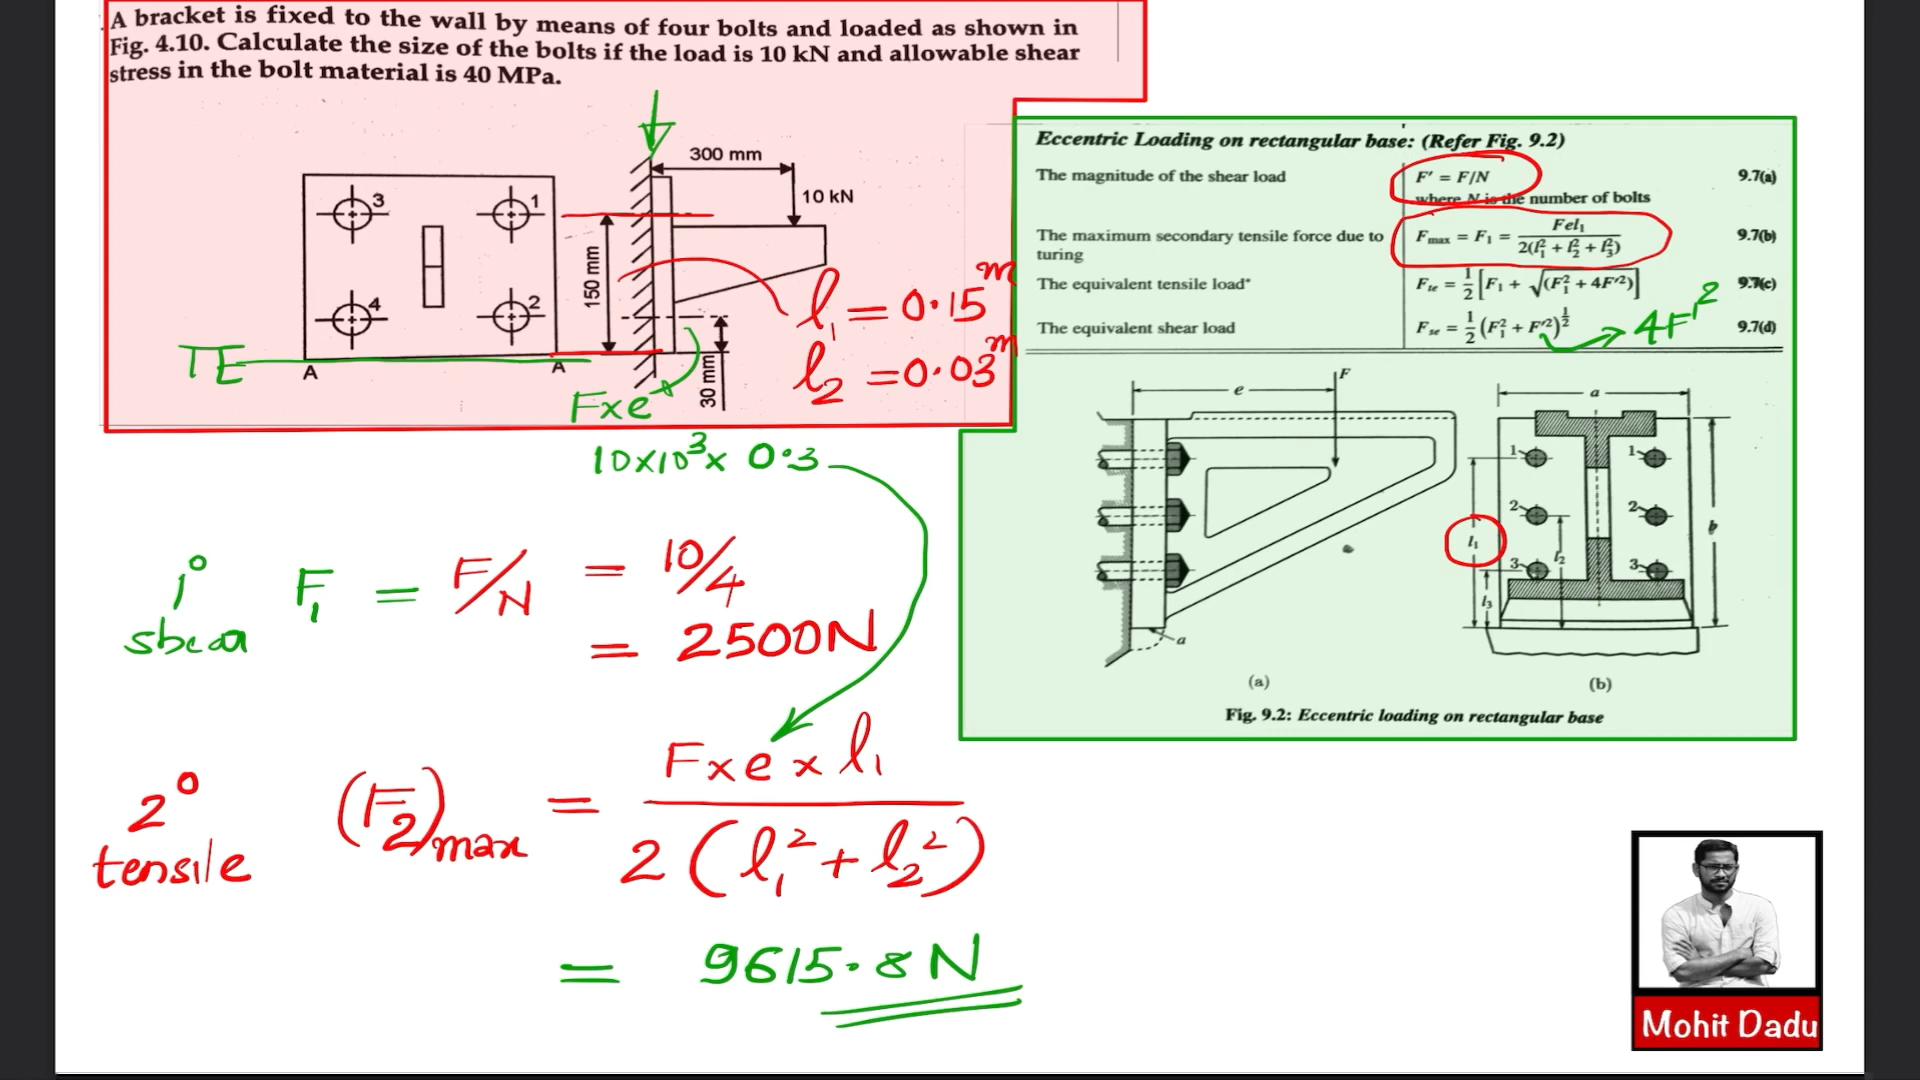 A bracket is fixed to the wall by means of four bolts and loaded as shown in
Fig. 4.10. Calculate the size of the bolts if the load is 10 kN and allowable shear
stress in the bolt material is 40 MPa.
300 mm
10 kN
3
1
150 mm
4
2
30 mm
A
A
TE
l₁ = 0.15 m
l₂ = 0.03 m
Fxe
10x10³x 0.3
1° F₁ = F/N = 10/4
shear
= 2500N
2° (F₂)max = Fxe x l₁ / 2 (l₁² + l₂²)
tensile
= 9615.8 N
Eccentric Loading on rectangular base: (Refer Fig. 9.2)
The magnitude of the shear load F' = F/N 9.7(a)
where N is the number of bolts
The maximum secondary tensile force due to Fmax = F₁ = Fel₁ / 2(l₁² + l₂² + l₃²) 9.7(b)
turing
The equivalent tensile load* Fte = 1/2 [F₁ + √(F₁² + 4F'²)] 9.7(c)
The equivalent shear load Fse = 1/2 (F₁² + F'²)^1/2 9.7(d)
4F'²
e
F
a
a
1
1
2
2
3
3
l₁
l₂
l₃
b
(a)
(b)
Fig. 9.2: Eccentric loading on rectangular base
Mohit Dadu